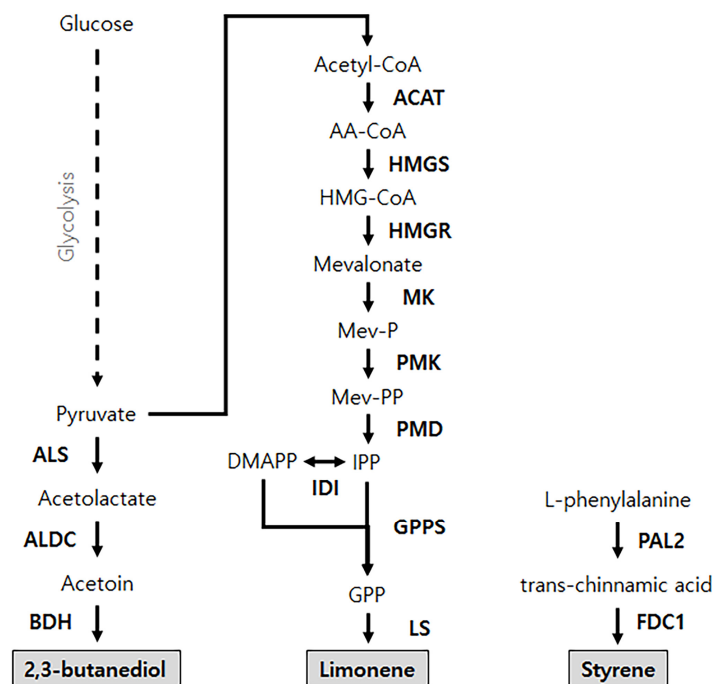 Glucose
Glycolysis
Pyruvate
ALS
Acetolactate
ALDC
Acetoin
BDH
2,3-butanediol
Acetyl-CoA
ACAT
AA-CoA
HMGS
HMG-CoA
HMGR
Mevalonate
MK
Mev-P
PMK
Mev-PP
PMD
DMAPP
IPP
IDI
GPPS
GPP
LS
Limonene
L-phenylalanine
PAL2
trans-chinnamic acid
FDC1
Styrene